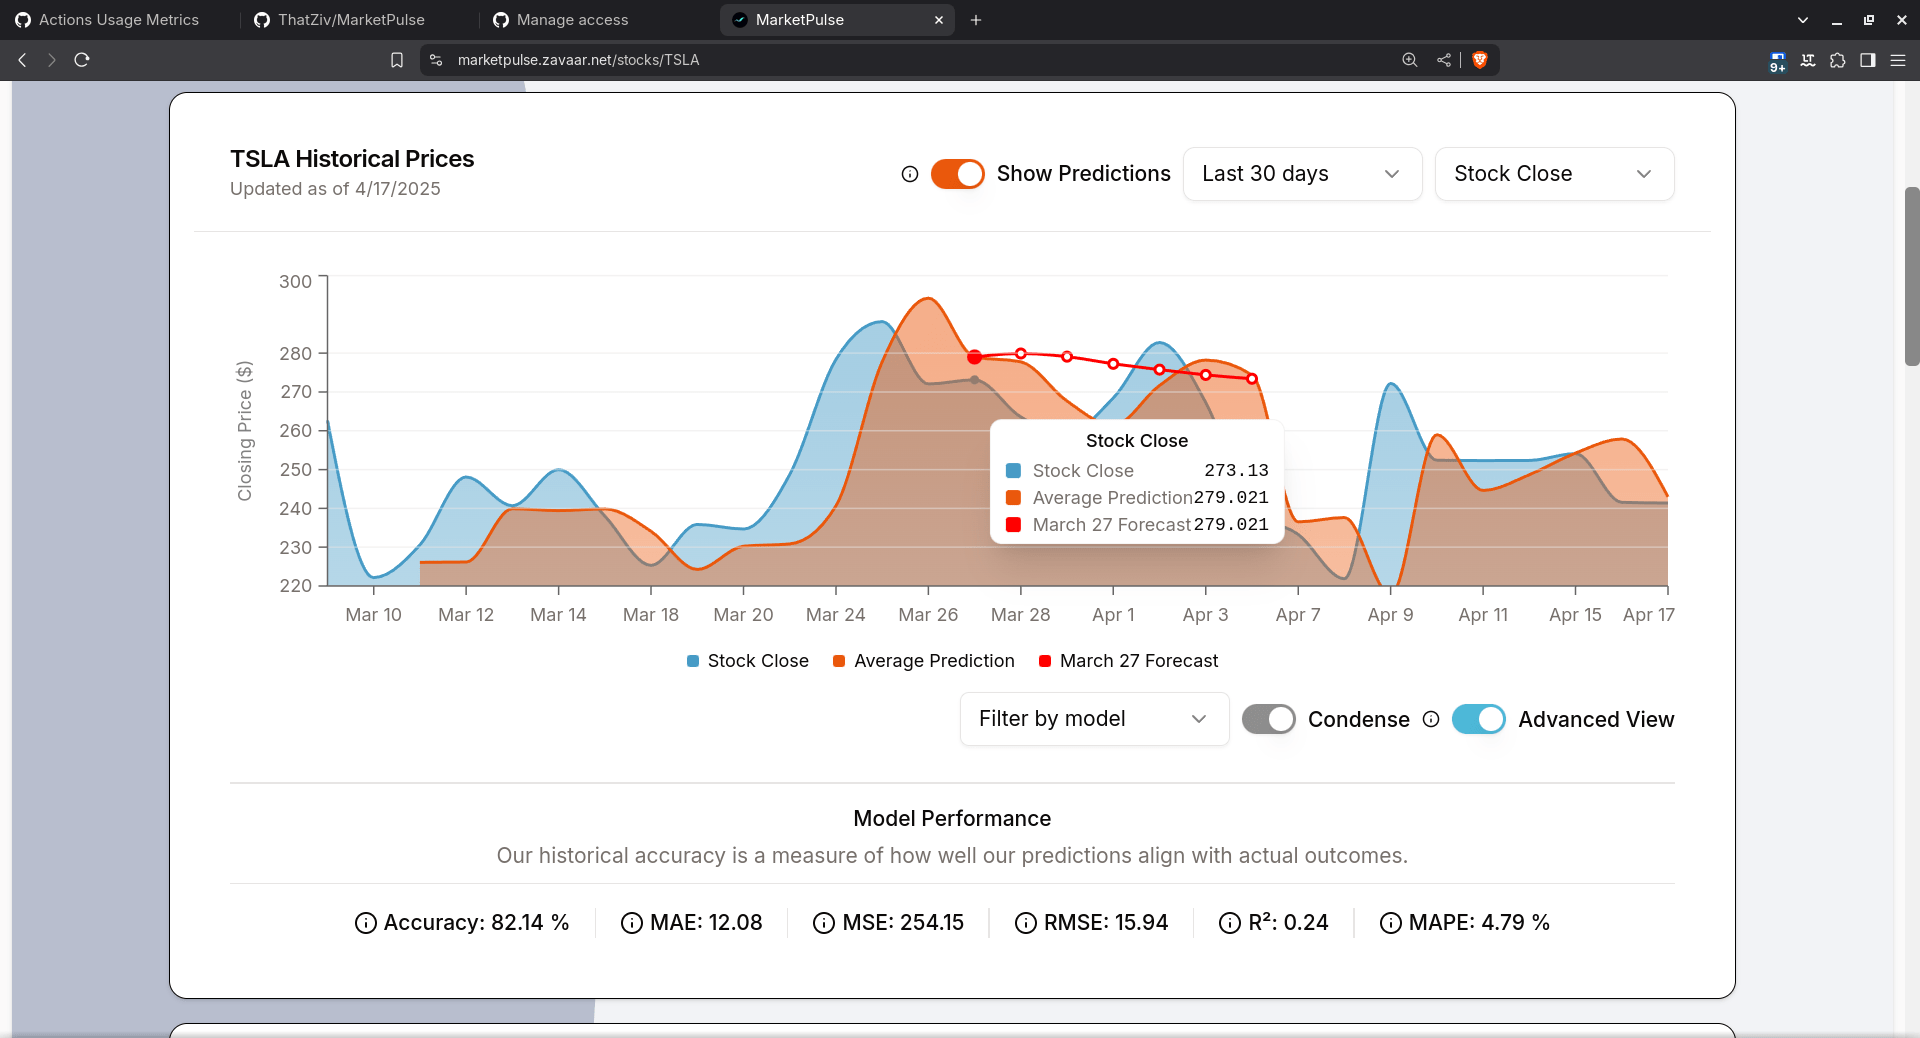 Actions Usage Metrics
ThatZiv/MarketPulse
Manage access
MarketPulse
marketpulse.zavaar.net/stocks/TSLA
9+
TSLA Historical Prices
Updated as of 4/17/2025
Show Predictions
Last 30 days
Stock Close
Closing Price ($)
300
280
270
260
250
240
230
220
Stock Close
Stock Close 273.13
Average Prediction 279.021
March 27 Forecast 279.021
Mar 10 Mar 12 Mar 14 Mar 18 Mar 20 Mar 24 Mar 26 Mar 28 Apr 1 Apr 3 Apr 7 Apr 9 Apr 11 Apr 15 Apr 17
Stock Close Average Prediction March 27 Forecast
Filter by model
Condense
Advanced View
Model Performance
Our historical accuracy is a measure of how well our predictions align with actual outcomes.
Accuracy: 82.14 % MAE: 12.08 MSE: 254.15 RMSE: 15.94 R²: 0.24 MAPE: 4.79 %